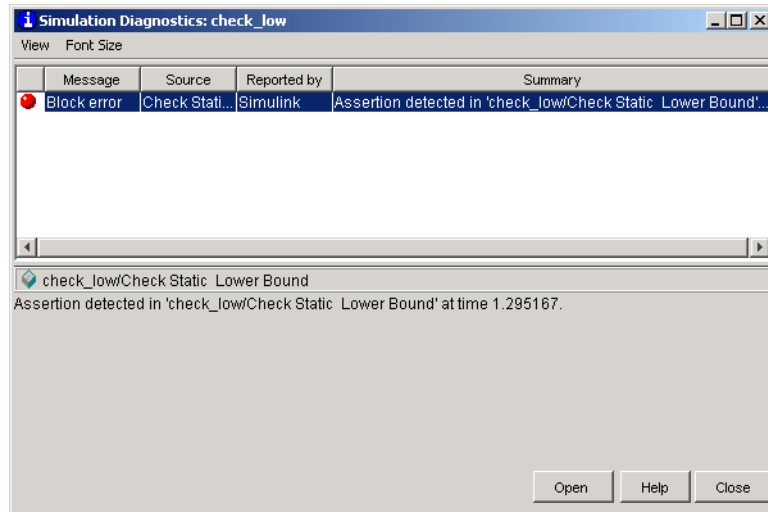 Simulation Diagnostics: check_low
View Font Size
Message Source Reported by Summary
Block error Check Stati... Simulink Assertion detected in 'check_low/Check Static Lower Bound'...
check_low/Check Static Lower Bound
Assertion detected in 'check_low/Check Static Lower Bound' at time 1.295167.
Open Help Close